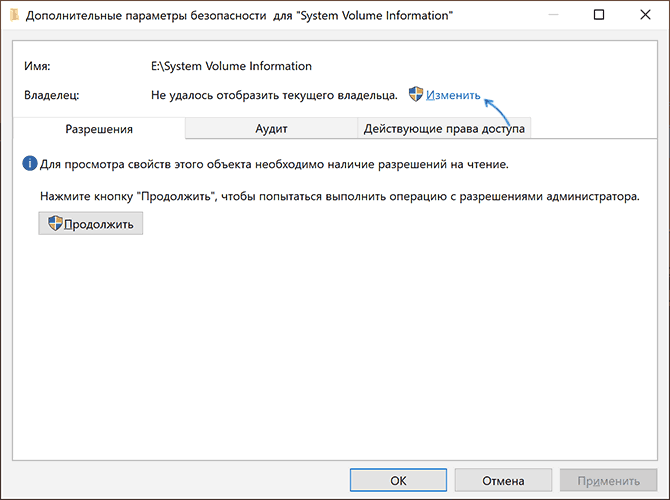 Дополнительные параметры безопасности для "System Volume Information"
Имя: E:\System Volume Information
Владелец: Не удалось отобразить текущего владельца. Изменить
Разрешения Аудит Действующие права доступа
Для просмотра свойств этого объекта необходимо наличие разрешений на чтение.
Нажмите кнопку "Продолжить", чтобы попытаться выполнить операцию с разрешениями администратора.
Продолжить
ОК Отмена Применить